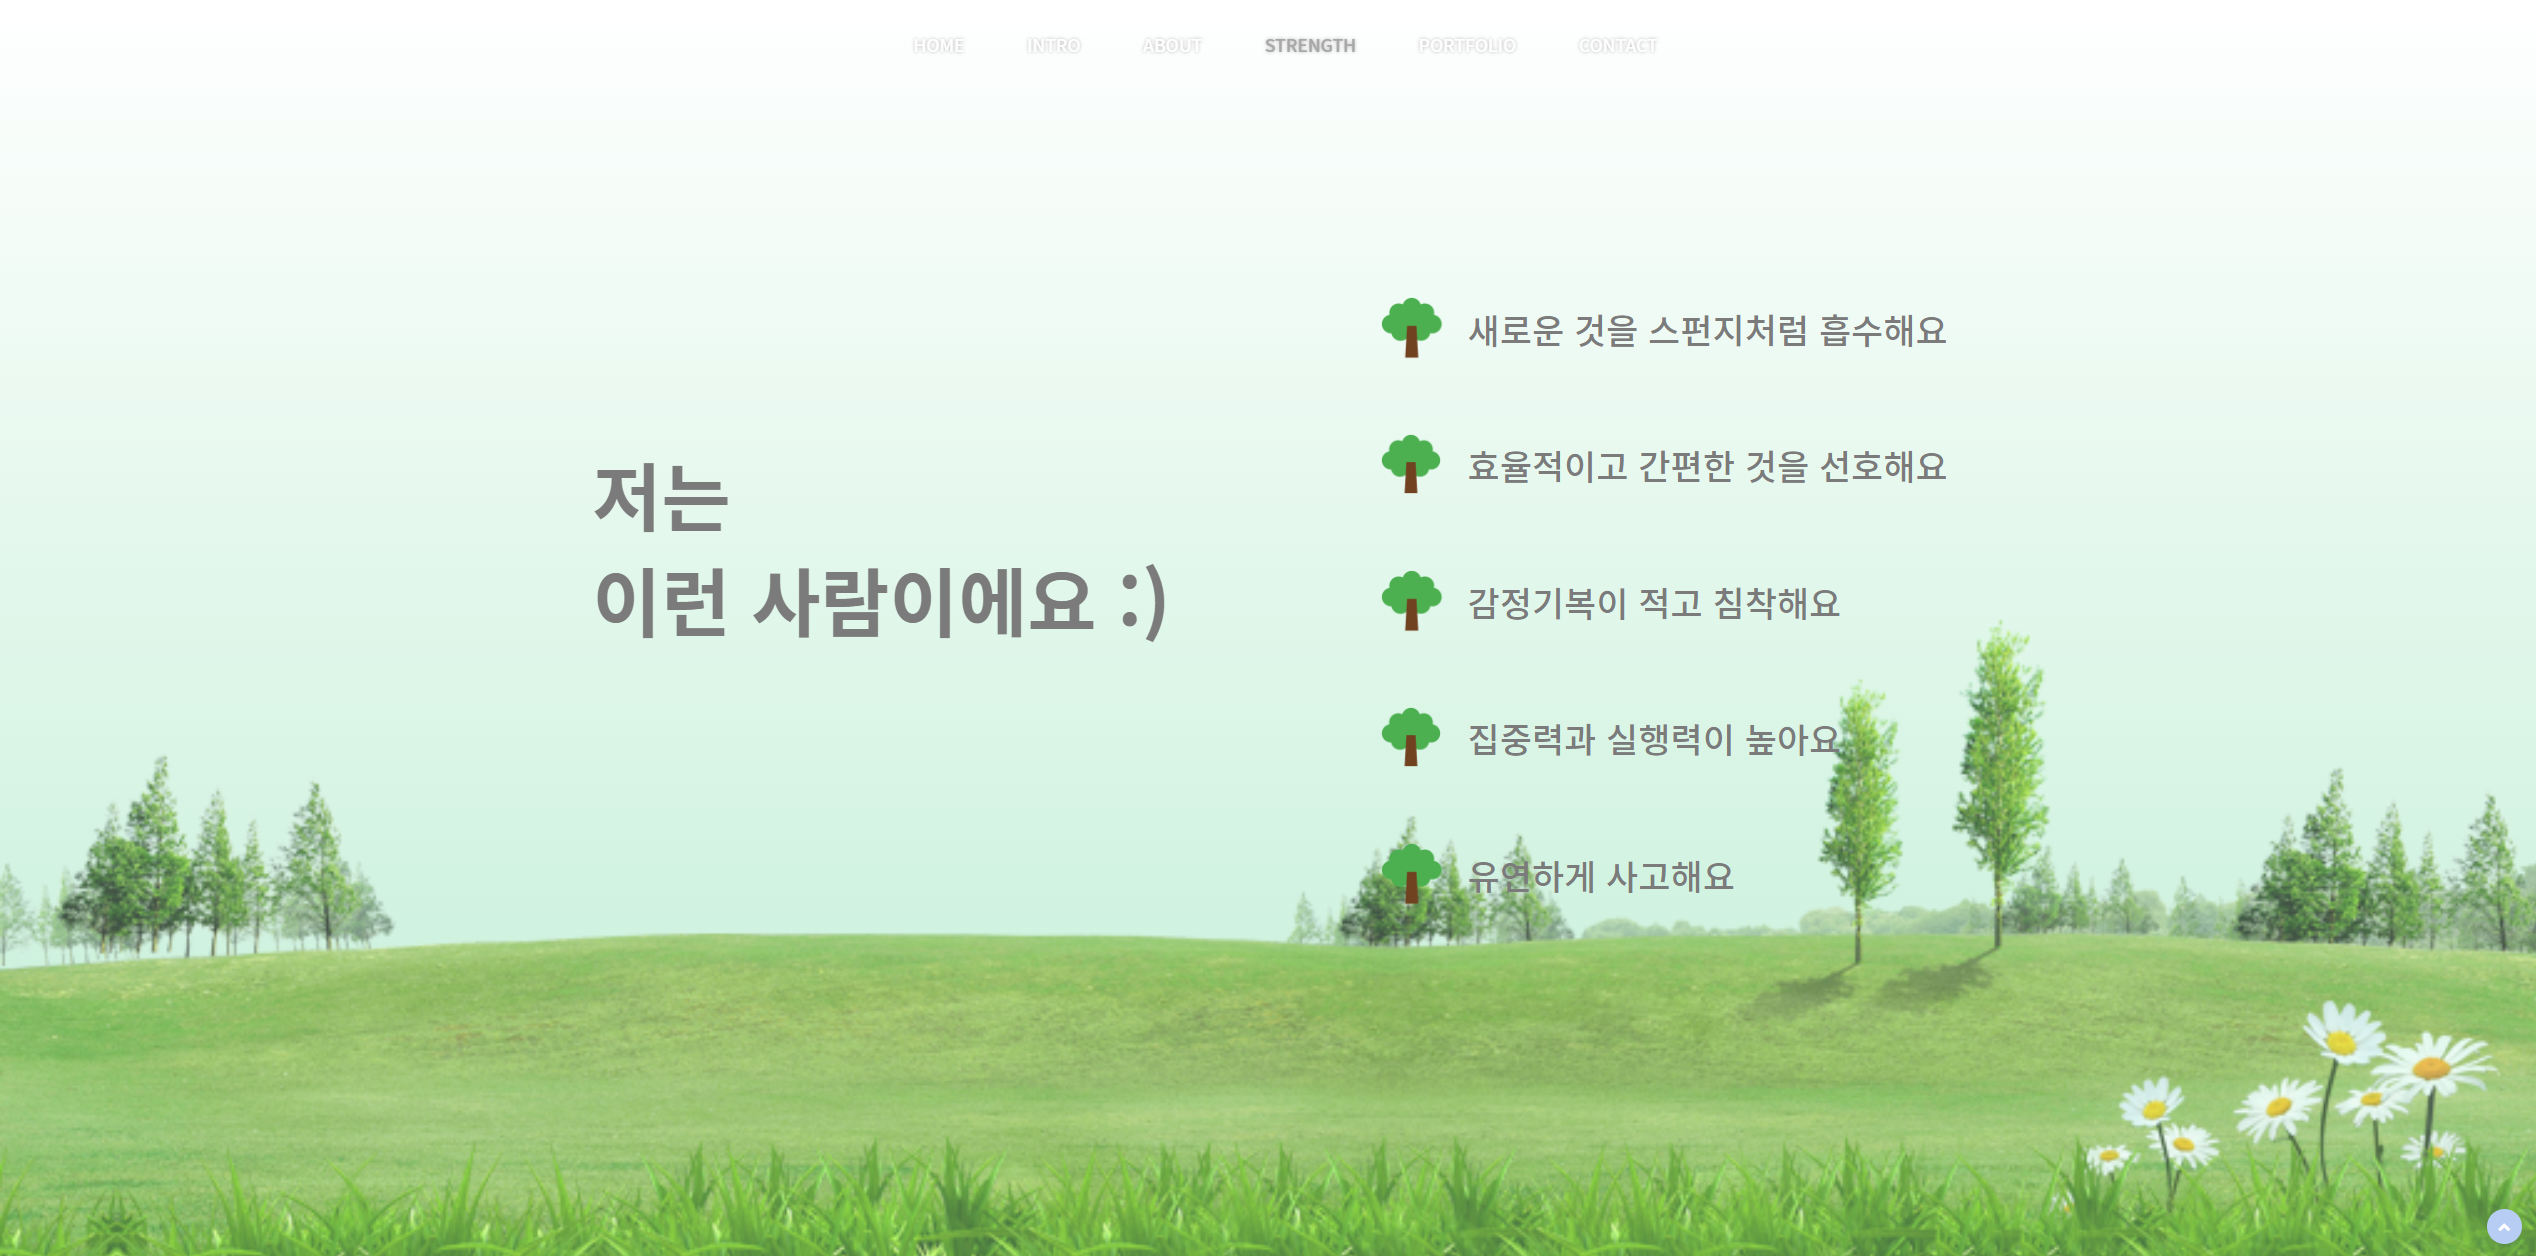 HOME INTRO ABOUT STRENGTH PORTFOLIO CONTACT
저는
이런 사람이에요 :)
새로운 것을 스펀지처럼 흡수해요
효율적이고 간편한 것을 선호해요
감정기복이 적고 침착해요
집중력과 실행력이 높아요
유연하게 사고해요